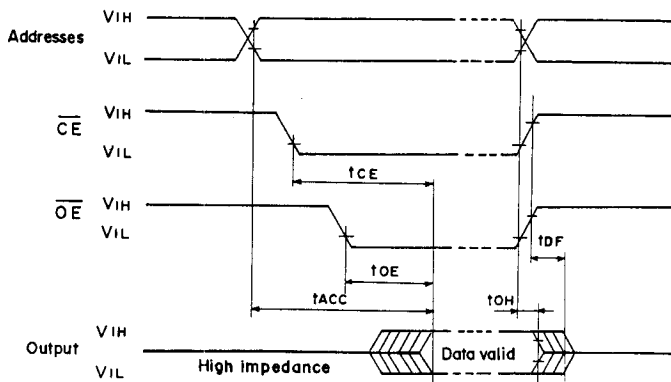 Addresses
VIH
VIL
CE
VIH
VIL
tCE
OE
VIH
VIL
tDF
tOE
tOH
tACC
Output
VIH
High impedance
Data valid
VIL